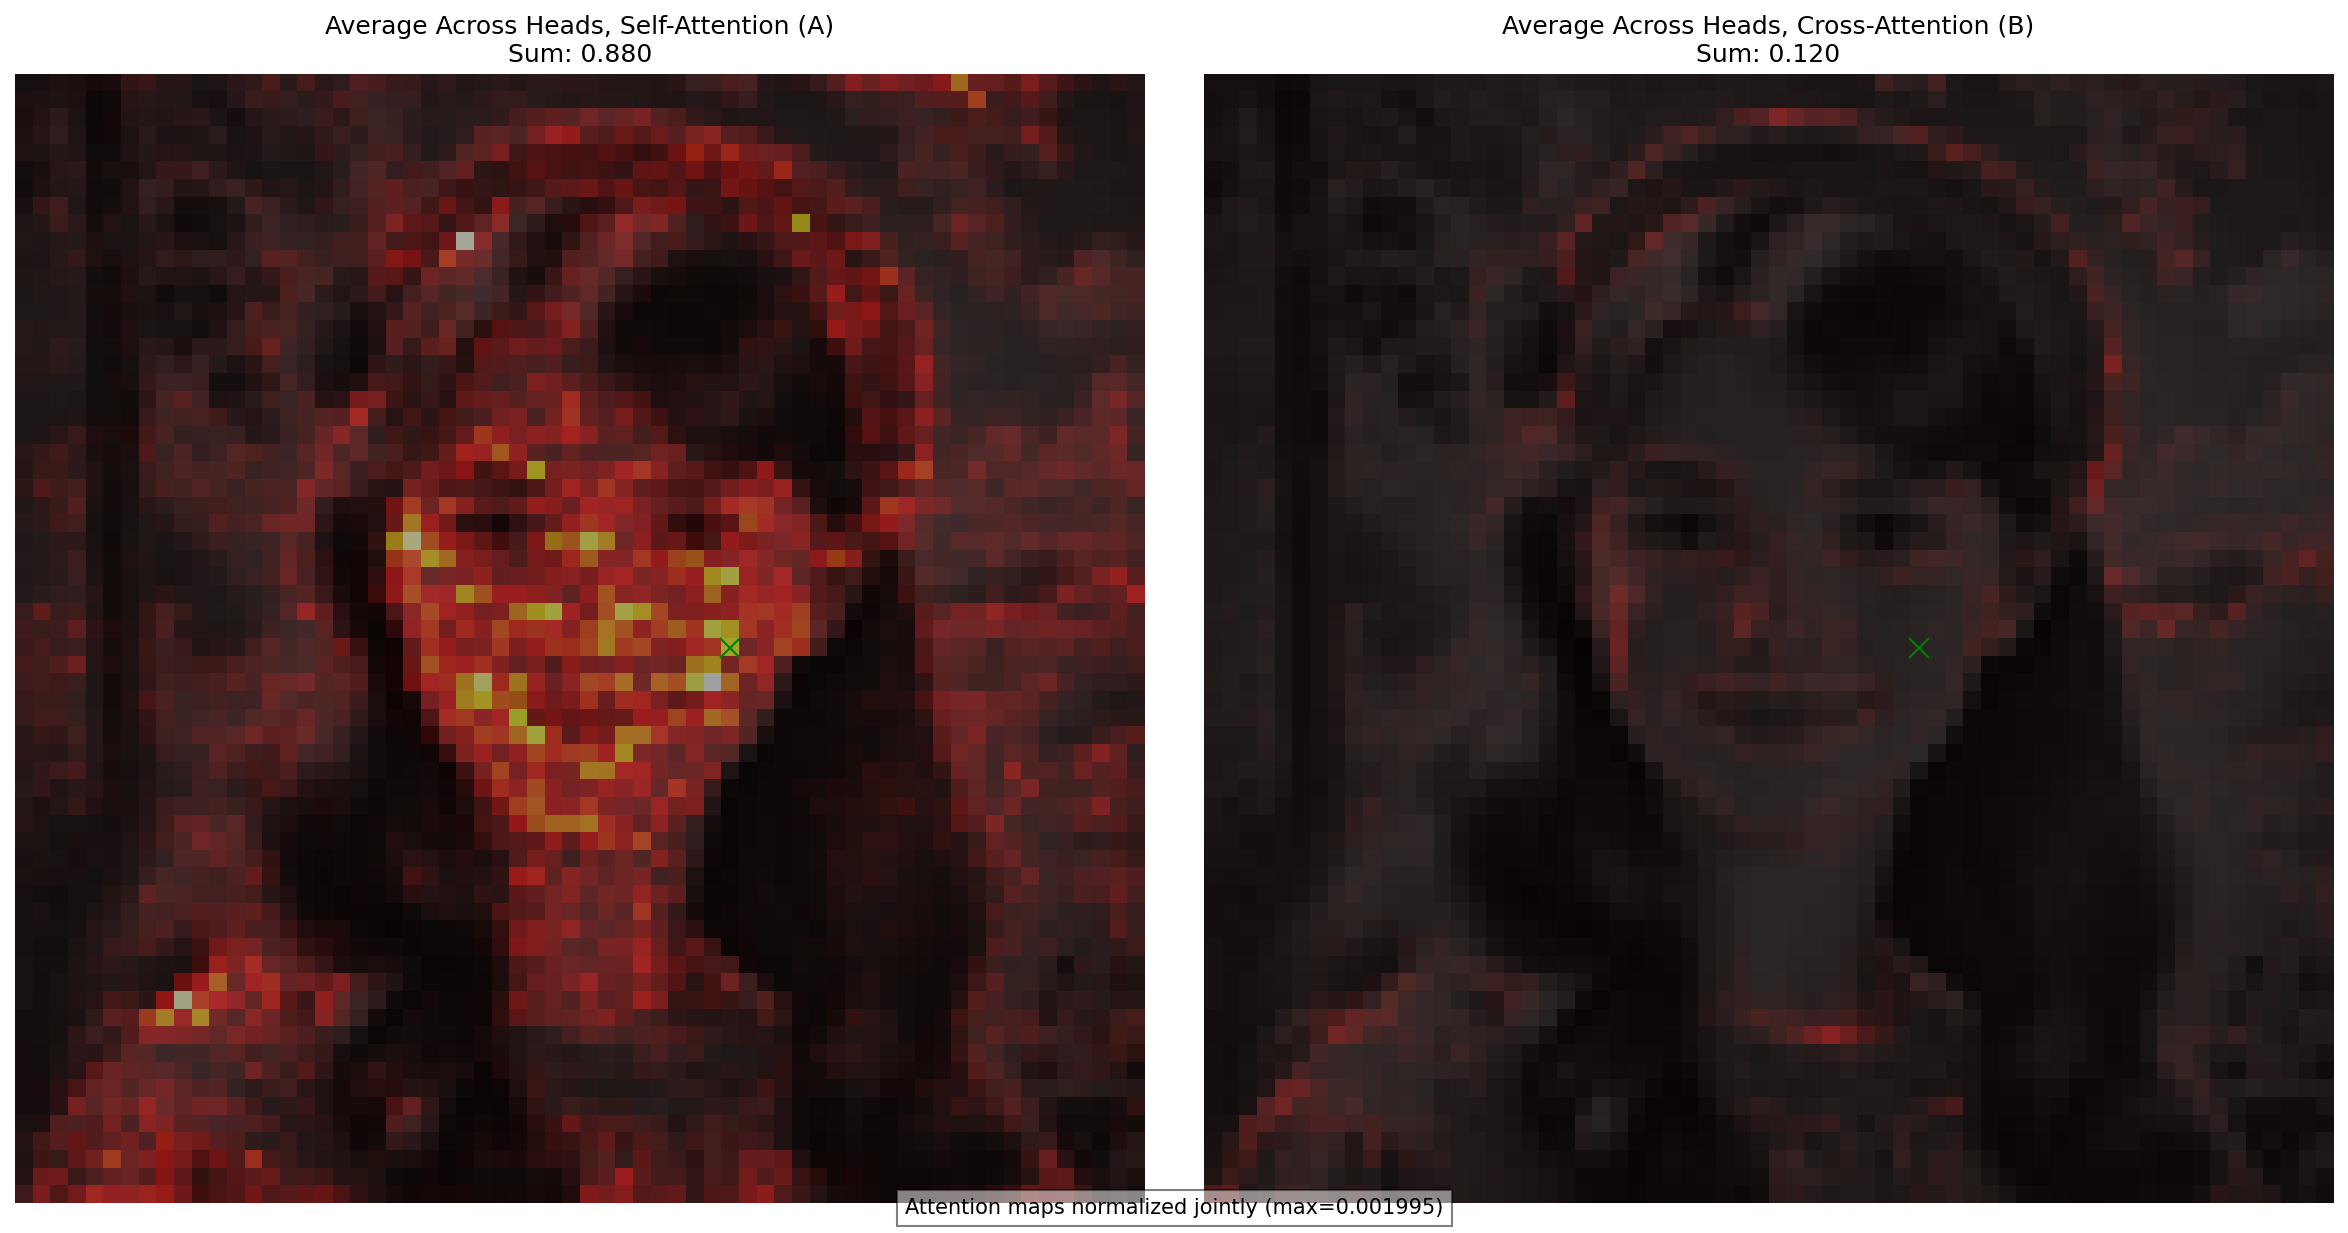 Average Across Heads, Self-Attention (A)
Sum: 0.880
Average Across Heads, Cross-Attention (B)
Sum: 0.120
Attention maps normalized jointly (max=0.001995)